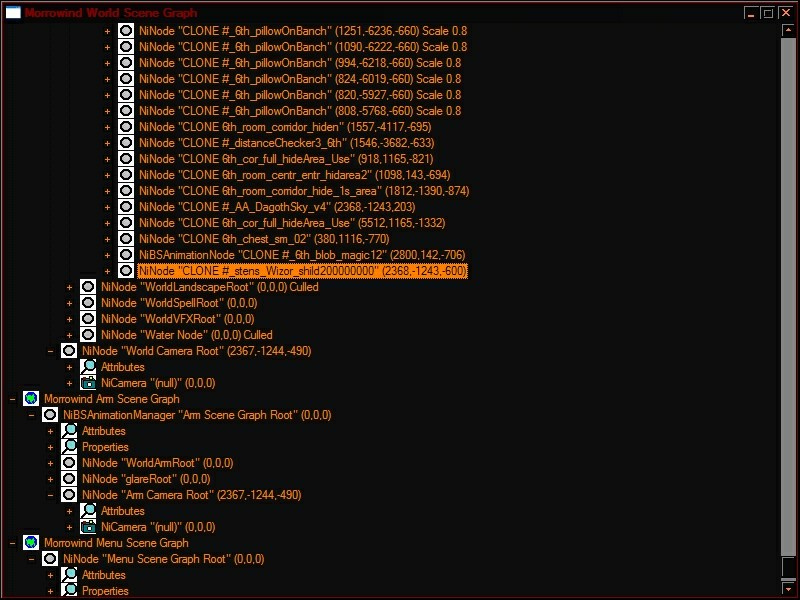 Morrowind World Scene Graph
NiNode "CLONE #_6th_pillowOnBanch" (1251,-6236,-660) Scale 0.8
NiNode "CLONE #_6th_pillowOnBanch" (1090,-6222,-660) Scale 0.8
NiNode "CLONE #_6th_pillowOnBanch" (994,-6218,-660) Scale 0.8
NiNode "CLONE #_6th_pillowOnBanch" (824,-6019,-660) Scale 0.8
NiNode "CLONE #_6th_pillowOnBanch" (820,-5927,-660) Scale 0.8
NiNode "CLONE #_6th_pillowOnBanch" (808,-5768,-660) Scale 0.8
NiNode "CLONE 6th_room_corridor_hiden" (1557,-4117,-695)
NiNode "CLONE #_distanceChecker3_6th" (1546,-3682,-633)
NiNode "CLONE 6th_cor_full_hideArea_Use" (918,1165,-821)
NiNode "CLONE 6th_room_centr_entr_hidarea2" (1098,143,-694)
NiNode "CLONE 6th_room_corridor_hide_1s_area" (1812,-1390,-874)
NiNode "CLONE #_AA_DagothSky_v4" (2368,-1243,203)
NiNode "CLONE 6th_cor_full_hideArea_Use" (5512,1165,-1332)
NiNode "CLONE 6th_chest_sm_02" (380,1116,-770)
NiBSAnimationNode "CLONE #_6th_blob_magic12" (2800,142,-706)
NiNode "CLONE #_stens_Wizor_shild200000000" (2368,-1243,-600)
NiNode "WorldLandscapeRoot" (0,0,0) Culled
NiNode "WorldSpellRoot" (0,0,0)
NiNode "WorldVFXRoot" (0,0,0)
NiNode "Water Node" (0,0,0) Culled
NiNode "World Camera Root" (2367,-1244,-490)
Attributes
NiCamera "(null)" (0,0,0)
Morrowind Arm Scene Graph
NiBSAnimationManager "Arm Scene Graph Root" (0,0,0)
Attributes
Properties
NiNode "WorldArmRoot" (0,0,0)
NiNode "glareRoot" (0,0,0)
NiNode "Arm Camera Root" (2367,-1244,-490)
Attributes
NiCamera "(null)" (0,0,0)
Morrowind Menu Scene Graph
NiNode "Menu Scene Graph Root" (0,0,0)
Attributes
Properties